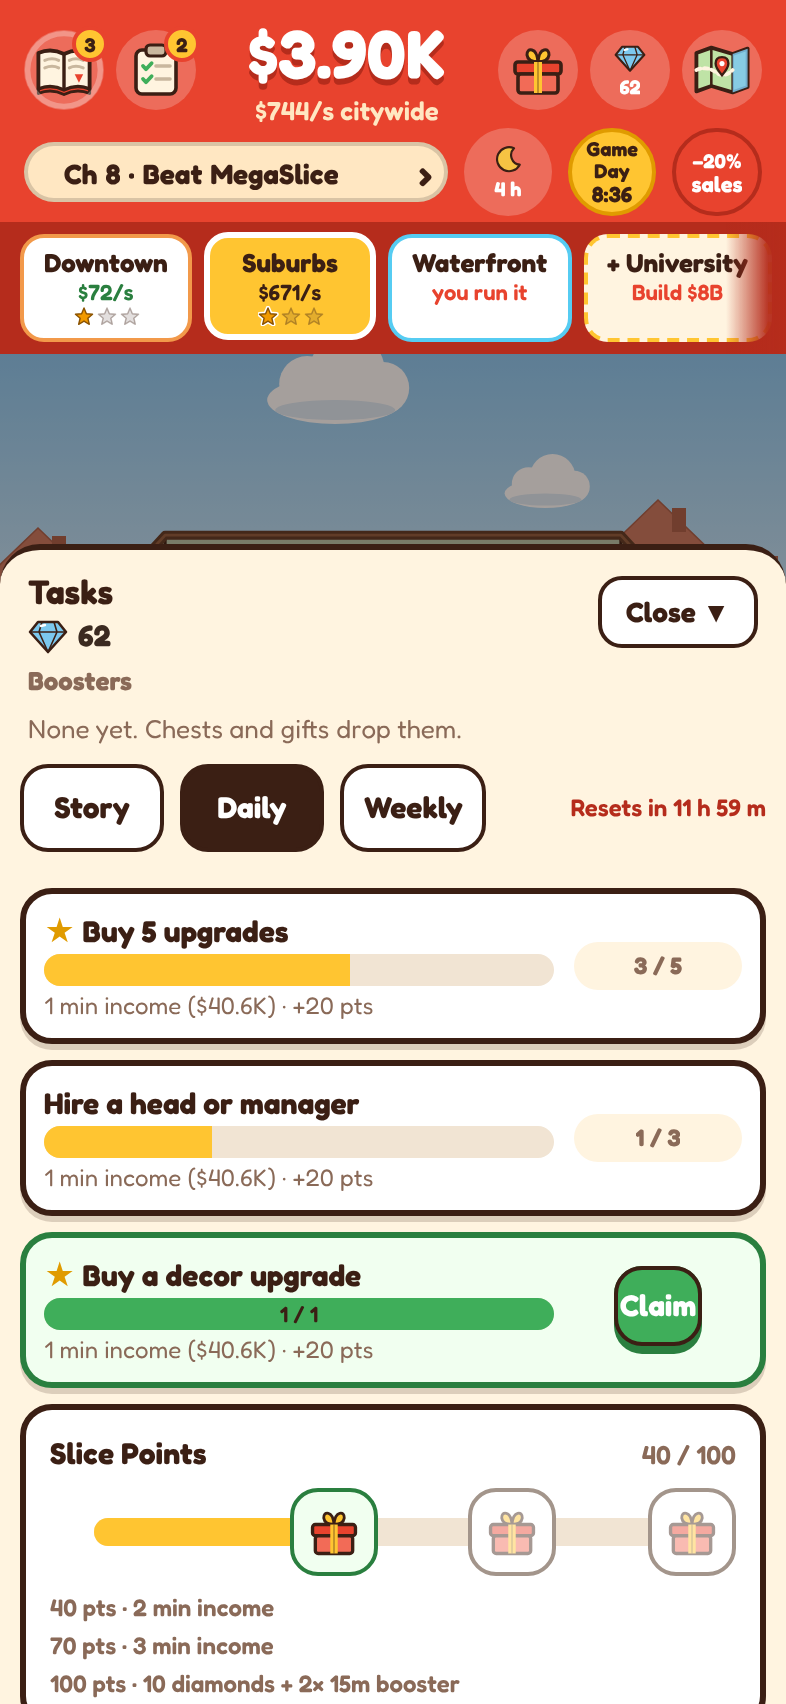 3
2
$3.90K
$744/s citywide
62
Ch 8 · Beat MegaSlice ›
4 h
Game
Day
8:36
−20%
sales
Downtown
$72/s
Suburbs
$671/s
Waterfront
you run it
+ University
Build $8B
Tasks
62
Close ▼
Boosters
None yet. Chests and gifts drop them.
Story
Daily
Weekly
Resets in 11 h 59 m
★ Buy 5 upgrades
3 / 5
1 min income ($40.6K) · +20 pts
Hire a head or manager
1 / 3
1 min income ($40.6K) · +20 pts
★ Buy a decor upgrade
1 / 1
Claim
1 min income ($40.6K) · +20 pts
Slice Points
40 / 100
40 pts · 2 min income
70 pts · 3 min income
100 pts · 10 diamonds + 2× 15m booster